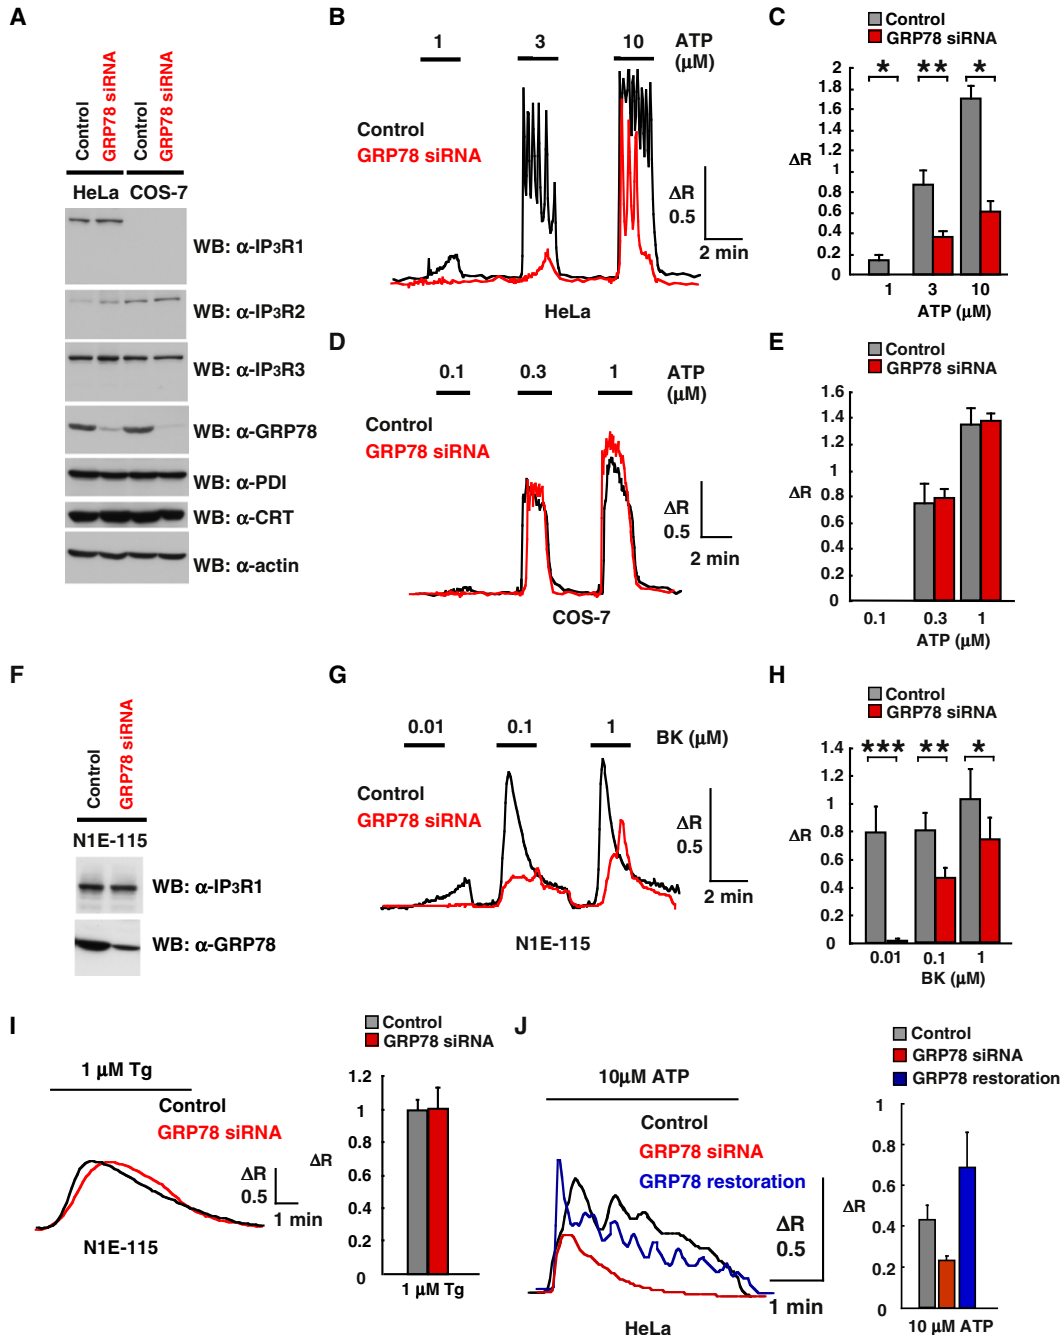 A
Control
GRP78 siRNA
Control
GRP78 siRNA
HeLa COS-7
WB: α-IP3R1
WB: α-IP3R2
WB: α-IP3R3
WB: α-GRP78
WB: α-PDI
WB: α-CRT
WB: α-actin
B
1 3 10 ATP (μM)
Control
GRP78 siRNA
ΔR
0.5
2 min
HeLa
C
Control
GRP78 siRNA
* ** *
2
1.8
1.6
1.4
1.2
1
0.8
0.6
0.4
0.2
0
ΔR
1 3 10
ATP (μM)
D
0.1 0.3 1 ATP (μM)
Control
GRP78 siRNA
ΔR
0.5
2 min
COS-7
E
Control
GRP78 siRNA
1.6
1.4
1.2
1
0.8
0.6
0.4
0.2
0
ΔR
0.1 0.3 1
ATP (μM)
F
Control
GRP78 siRNA
N1E-115
WB: α-IP3R1
WB: α-GRP78
G
0.01 0.1 1 BK (μM)
Control
GRP78 siRNA
ΔR
0.5
2 min
N1E-115
H
Control
GRP78 siRNA
*** ** *
1.4
1.2
1
0.8
0.6
0.4
0.2
0
ΔR
0.01 0.1 1
BK (μM)
I
1 μM Tg
Control
GRP78 siRNA
ΔR
0.5
1 min
N1E-115
Control
GRP78 siRNA
1.2
1
0.8
0.6
0.4
0.2
0
ΔR
1 μM Tg
J
10μM ATP
Control
GRP78 siRNA
GRP78 restoration
ΔR
0.5
1 min
HeLa
Control
GRP78 siRNA
GRP78 restoration
1
0.8
0.6
0.4
0.2
0
ΔR
10 μM ATP